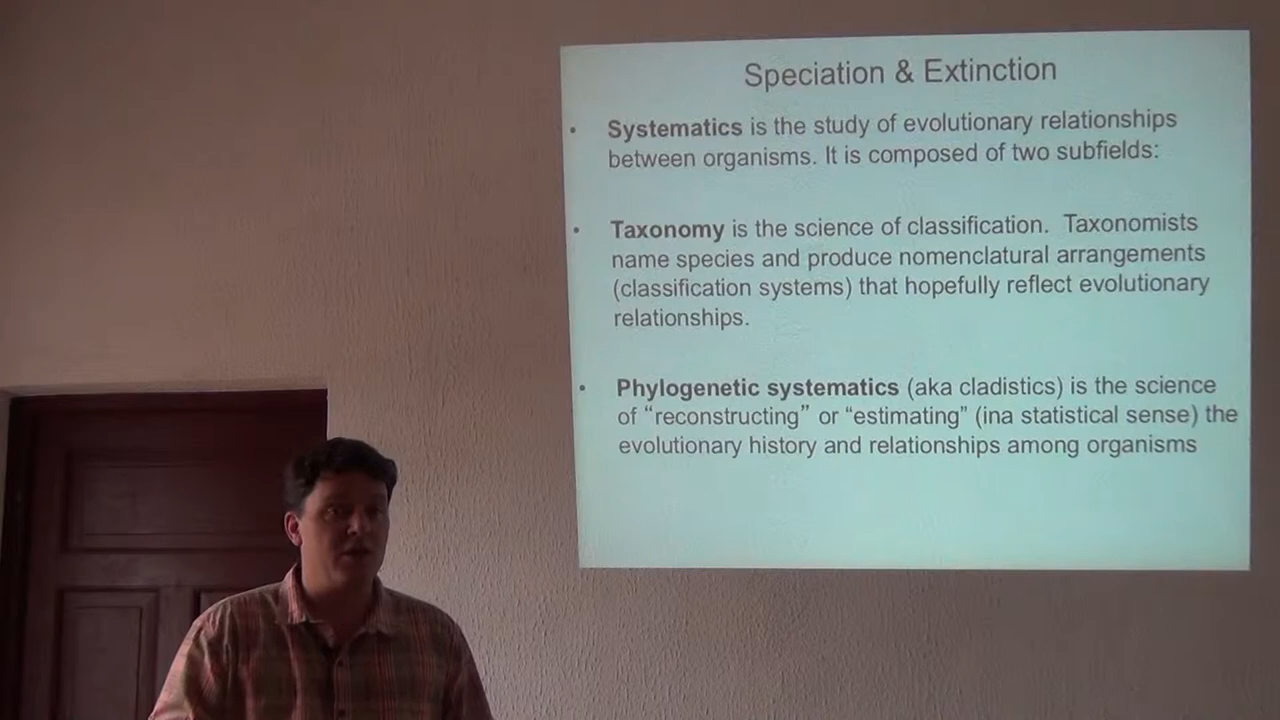 Speciation & Extinction
• Systematics is the study of evolutionary relationships
between organisms. It is composed of two subfields:
• Taxonomy is the science of classification. Taxonomists
name species and produce nomenclatural arrangements
(classification systems) that hopefully reflect evolutionary
relationships.
• Phylogenetic systematics (aka cladistics) is the science
of “reconstructing” or “estimating” (ina statistical sense) the
evolutionary history and relationships among organisms